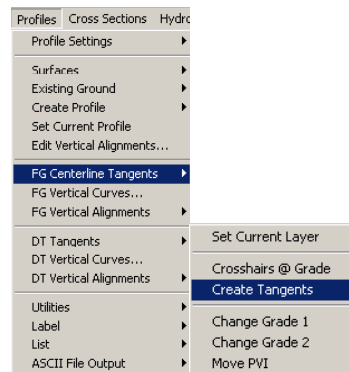 Profiles Cross Sections Hydro
Profile Settings
Surfaces
Existing Ground
Create Profile
Set Current Profile
Edit Vertical Alignments...
FG Centerline Tangents
FG Vertical Curves...
FG Vertical Alignments
DT Tangents
DT Vertical Curves...
DT Vertical Alignments
Utilities
Label
List
ASCII File Output
Set Current Layer
Crosshairs @ Grade
Create Tangents
Change Grade 1
Change Grade 2
Move PVI